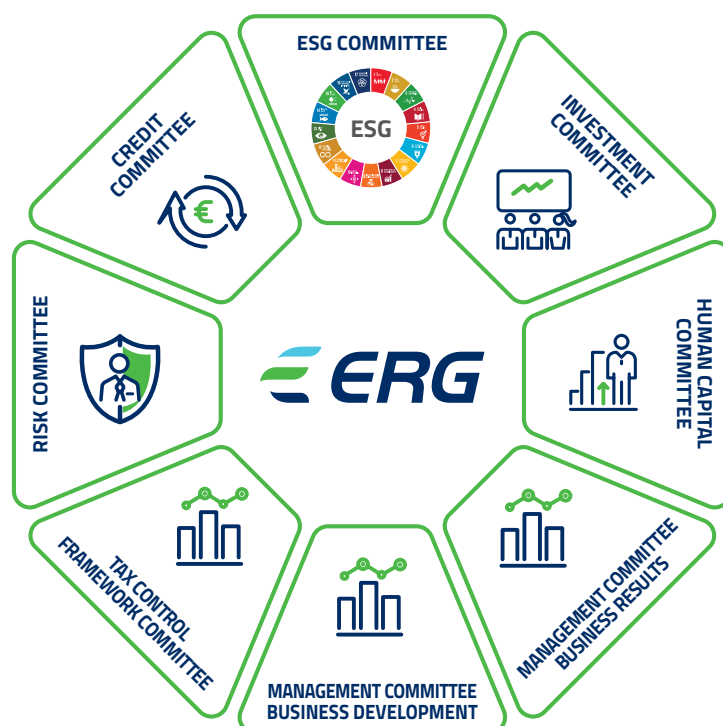 ESG COMMITTEE
ESG
INVESTMENT
COMMITTEE
HUMAN CAPITAL
COMMITTEE
MANAGEMENT COMMITTEE
BUSINESS RESULTS
MANAGEMENT COMMITTEE
BUSINESS DEVELOPMENT
TAX CONTROL
FRAMEWORK COMMITTEE
RISK COMMITTEE
CREDIT
COMMITTEE
€
ERG